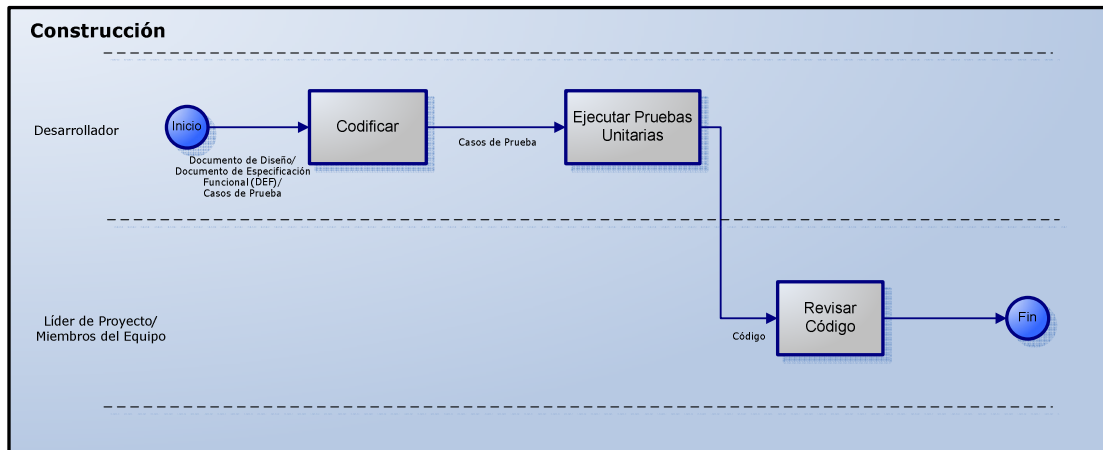 Construcción
Desarrollador
Inicio
Documento de Diseño/
Documento de Especificación
Funcional (DEF)/
Casos de Prueba
Codificar
Casos de Prueba
Ejecutar Pruebas
Unitarias
Líder de Proyecto/
Miembros del Equipo
Código
Revisar
Código
Fin